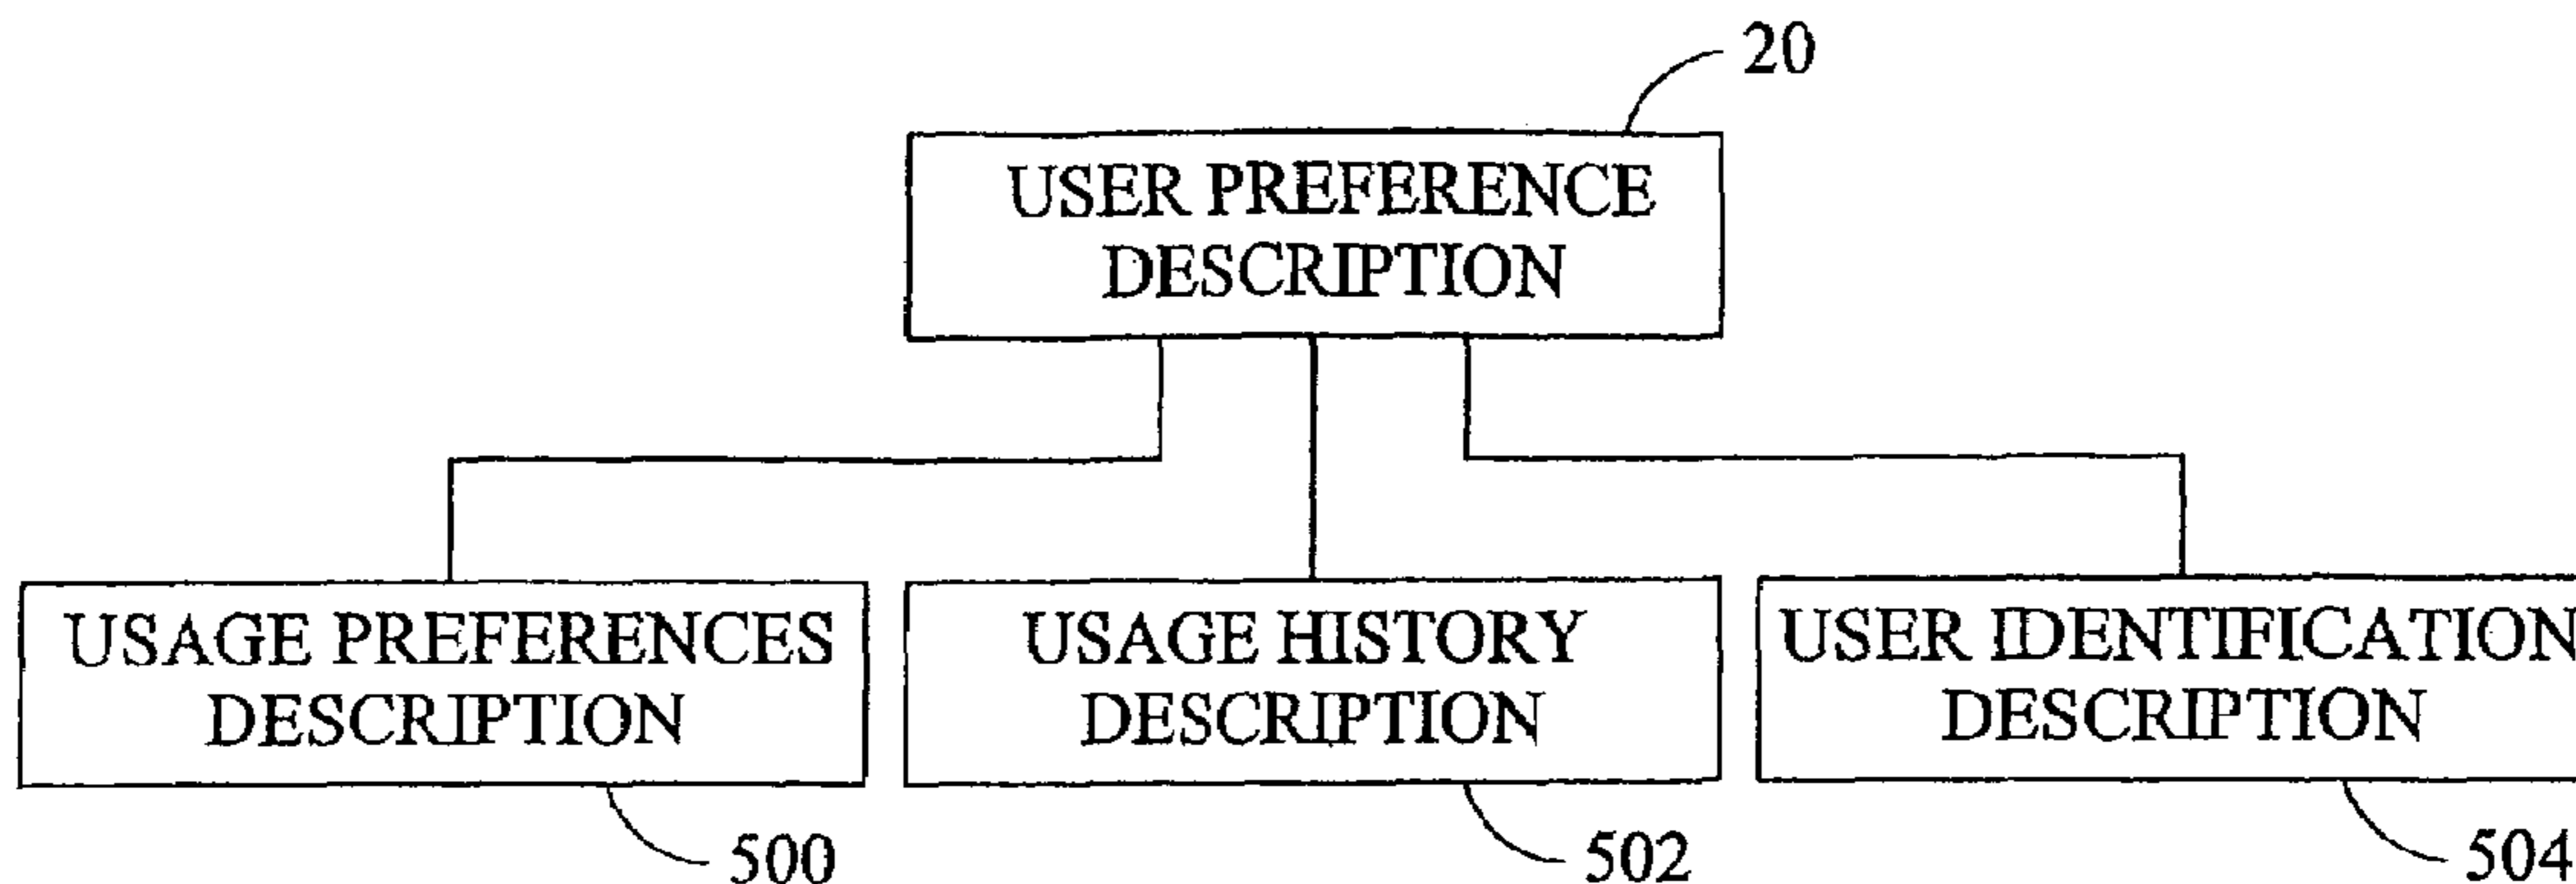 20
USER PREFERENCE
DESCRIPTION
USAGE PREFERENCES
DESCRIPTION
USAGE HISTORY
DESCRIPTION
USER IDENTIFICATION
DESCRIPTION
500
502
504